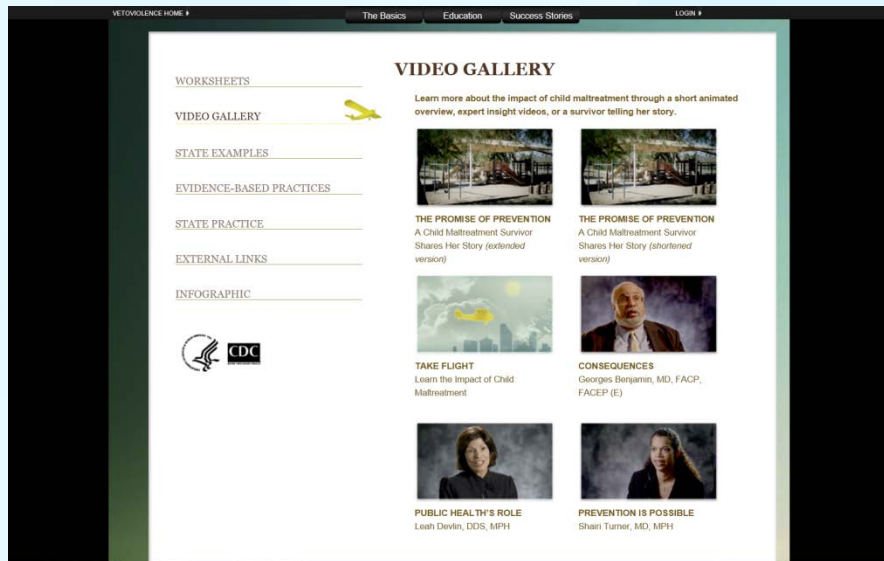 VETOVIOLENCE HOME
The Basics
Education
Success Stories
LOGIN
WORKSHEETS
VIDEO GALLERY
STATE EXAMPLES
EVIDENCE-BASED PRACTICES
STATE PRACTICE
EXTERNAL LINKS
INFOGRAPHIC
CDC
VIDEO GALLERY
Learn more about the impact of child maltreatment through a short animated
overview, expert insight videos, or a survivor telling her story.
THE PROMISE OF PREVENTION
A Child Maltreatment Survivor
Shares Her Story (extended
version)
THE PROMISE OF PREVENTION
A Child Maltreatment Survivor
Shares Her Story (shortened
version)
TAKE FLIGHT
Learn the Impact of Child
Maltreatment
CONSEQUENCES
Georges Benjamin, MD, FACP,
FACEP (E)
PUBLIC HEALTH'S ROLE
Leah Devlin, DDS, MPH
PREVENTION IS POSSIBLE
Shairi Turner, MD, MPH